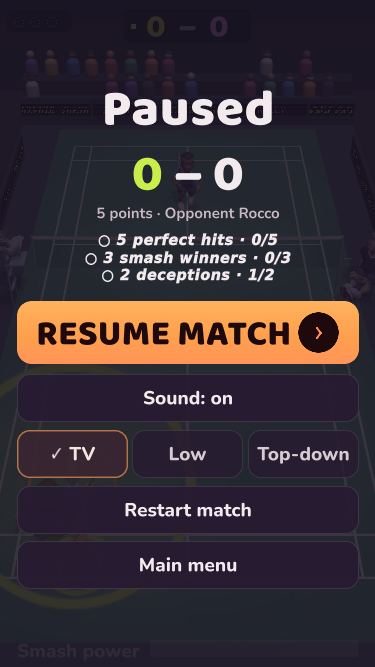 0 – 0
Paused
0 – 0
5 points · Opponent Rocco
○ 5 perfect hits · 0/5
○ 3 smash winners · 0/3
○ 2 deceptions · 1/2
RESUME MATCH ›
Sound: on
✓ TV Low Top-down
Restart match
Main menu
Smash power